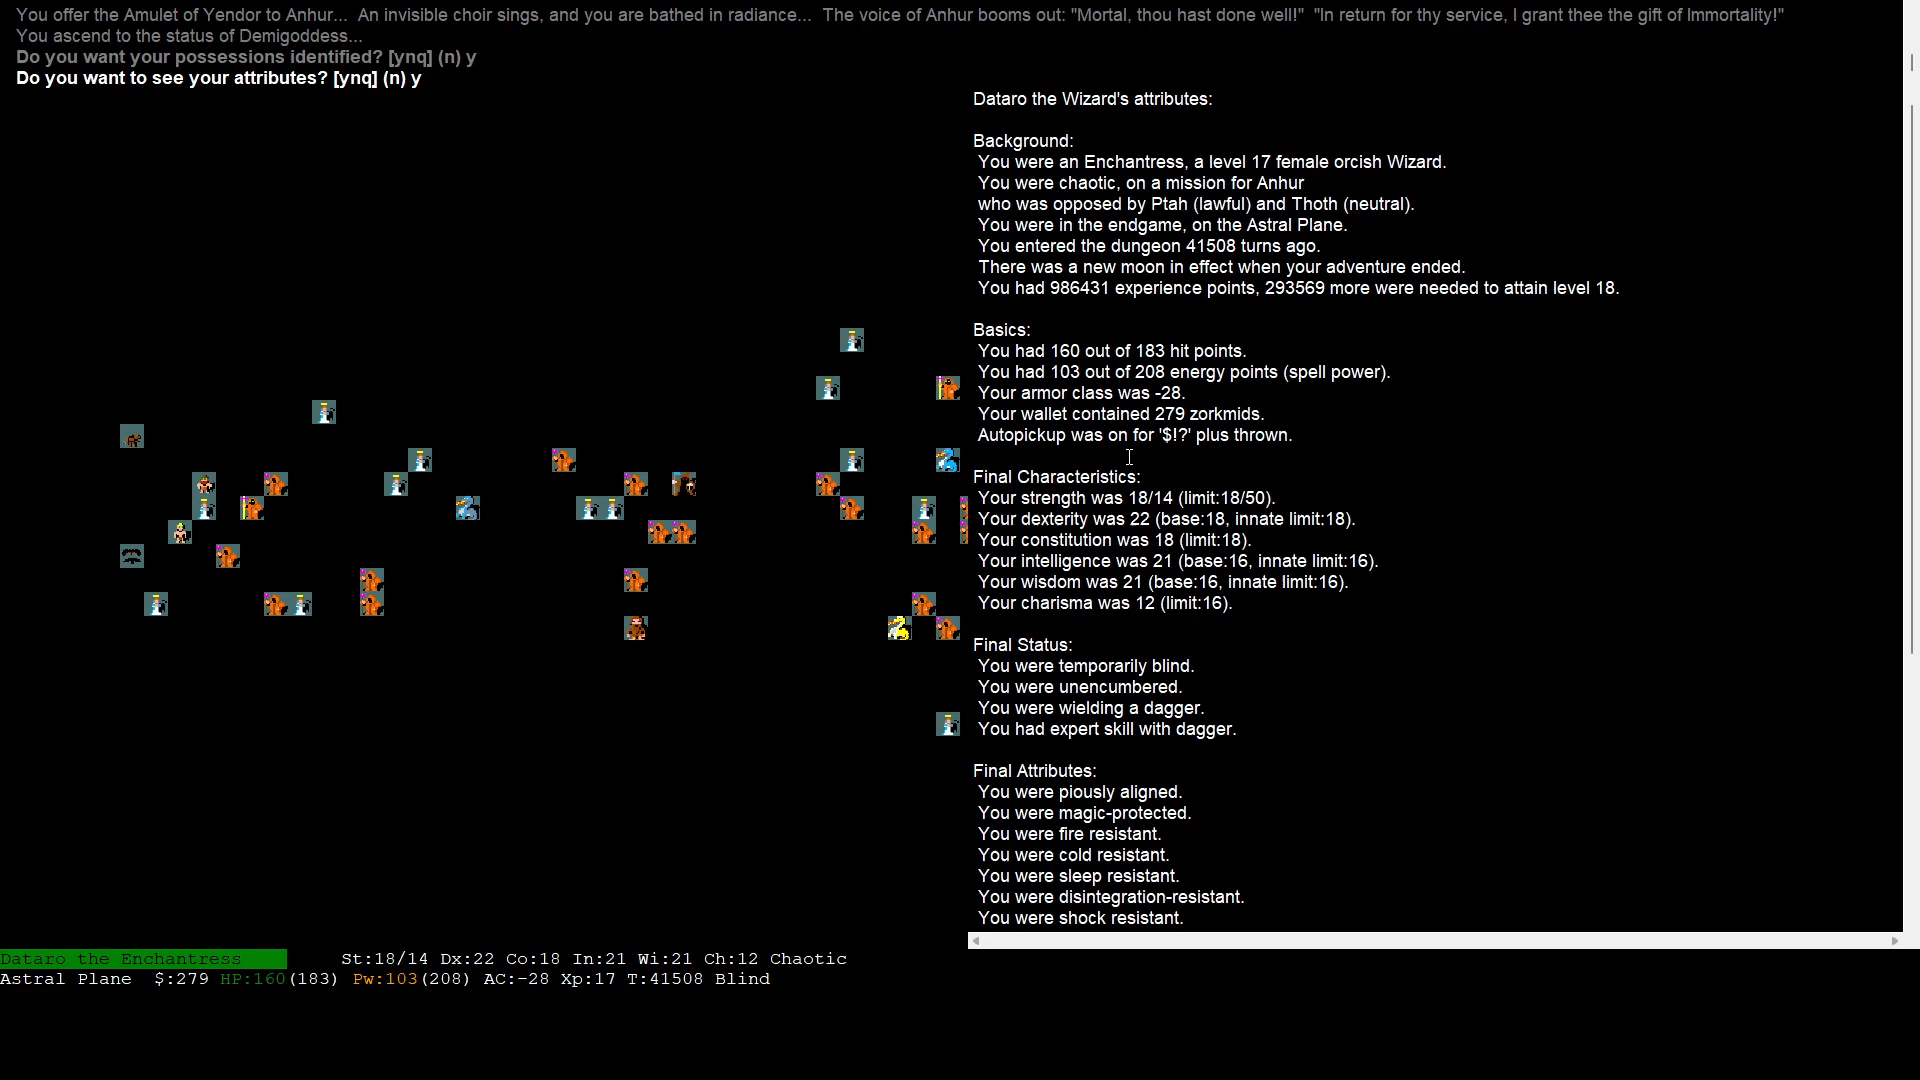 You offer the Amulet of Yendor to Anhur...  An invisible choir sings, and you are bathed in radiance...  The voice of Anhur booms out: "Mortal, thou hast done well!"  "In return for thy service, I grant thee the gift of Immortality!"
You ascend to the status of Demigoddess...
Do you want your possessions identified? [ynq] (n) y
Do you want to see your attributes? [ynq] (n) y
Dataro the Wizard's attributes:
Background:
You were an Enchantress, a level 17 female orcish Wizard.
You were chaotic, on a mission for Anhur
who was opposed by Ptah (lawful) and Thoth (neutral).
You were in the endgame, on the Astral Plane.
You entered the dungeon 41508 turns ago.
There was a new moon in effect when your adventure ended.
You had 986431 experience points, 293569 more were needed to attain level 18.
Basics:
You had 160 out of 183 hit points.
You had 103 out of 208 energy points (spell power).
Your armor class was -28.
Your wallet contained 279 zorkmids.
Autopickup was on for '$!?' plus thrown.
Final Characteristics:
Your strength was 18/14 (limit:18/50).
Your dexterity was 22 (base:18, innate limit:18).
Your constitution was 18 (limit:18).
Your intelligence was 21 (base:16, innate limit:16).
Your wisdom was 21 (base:16, innate limit:16).
Your charisma was 12 (limit:16).
Final Status:
You were temporarily blind.
You were unencumbered.
You were wielding a dagger.
You had expert skill with dagger.
Final Attributes:
You were piously aligned.
You were magic-protected.
You were fire resistant.
You were cold resistant.
You were sleep resistant.
You were disintegration-resistant.
You were shock resistant.
Dataro the Enchantress St:18/14 Dx:22 Co:18 In:21 Wi:21 Ch:12 Chaotic
Astral Plane $:279 HP:160(183) Pw:103(208) AC:-28 Xp:17 T:41508 Blind